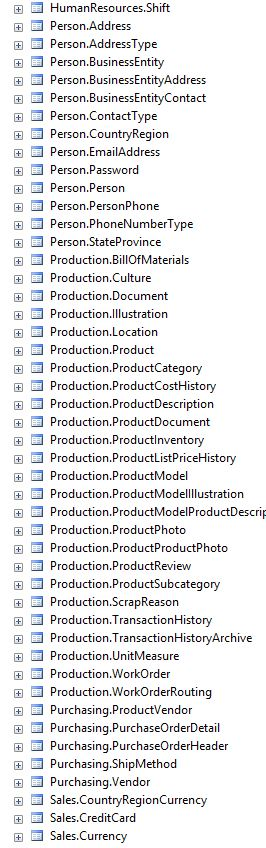 HumanResources.Shift
Person.Address
Person.AddressType
Person.BusinessEntity
Person.BusinessEntityAddress
Person.BusinessEntityContact
Person.ContactType
Person.CountryRegion
Person.EmailAddress
Person.Password
Person.Person
Person.PersonPhone
Person.PhoneNumberType
Person.StateProvince
Production.BillOfMaterials
Production.Culture
Production.Document
Production.Illustration
Production.Location
Production.Product
Production.ProductCategory
Production.ProductCostHistory
Production.ProductDescription
Production.ProductDocument
Production.ProductInventory
Production.ProductListPriceHistory
Production.ProductModel
Production.ProductModelIllustration
Production.ProductModelProductDescrip
Production.ProductPhoto
Production.ProductProductPhoto
Production.ProductReview
Production.ProductSubcategory
Production.ScrapReason
Production.TransactionHistory
Production.TransactionHistoryArchive
Production.UnitMeasure
Production.WorkOrder
Production.WorkOrderRouting
Purchasing.ProductVendor
Purchasing.PurchaseOrderDetail
Purchasing.PurchaseOrderHeader
Purchasing.ShipMethod
Purchasing.Vendor
Sales.CountryRegionCurrency
Sales.CreditCard
Sales.Currency